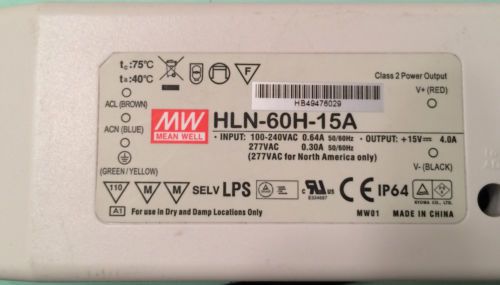 tc:75°C
ta:40°C
F
Class 2 Power Output
V+ (RED)
HB49476029
ACL (BROWN)
ACN (BLUE)
(GREEN/YELLOW)
MW
MEAN WELL
HLN-60H-15A
· INPUT: 100-240VAC 0.64A 50/60Hz
277VAC 0.30A 50/60Hz
(277VAC for North America only)
· OUTPUT: +15V⎓ 4.0A
V- (BLACK)
110 M M SELV LPS c RU us CE IP64
For use in Dry and Damp Locations Only
A1
MW01 MADE IN CHINA